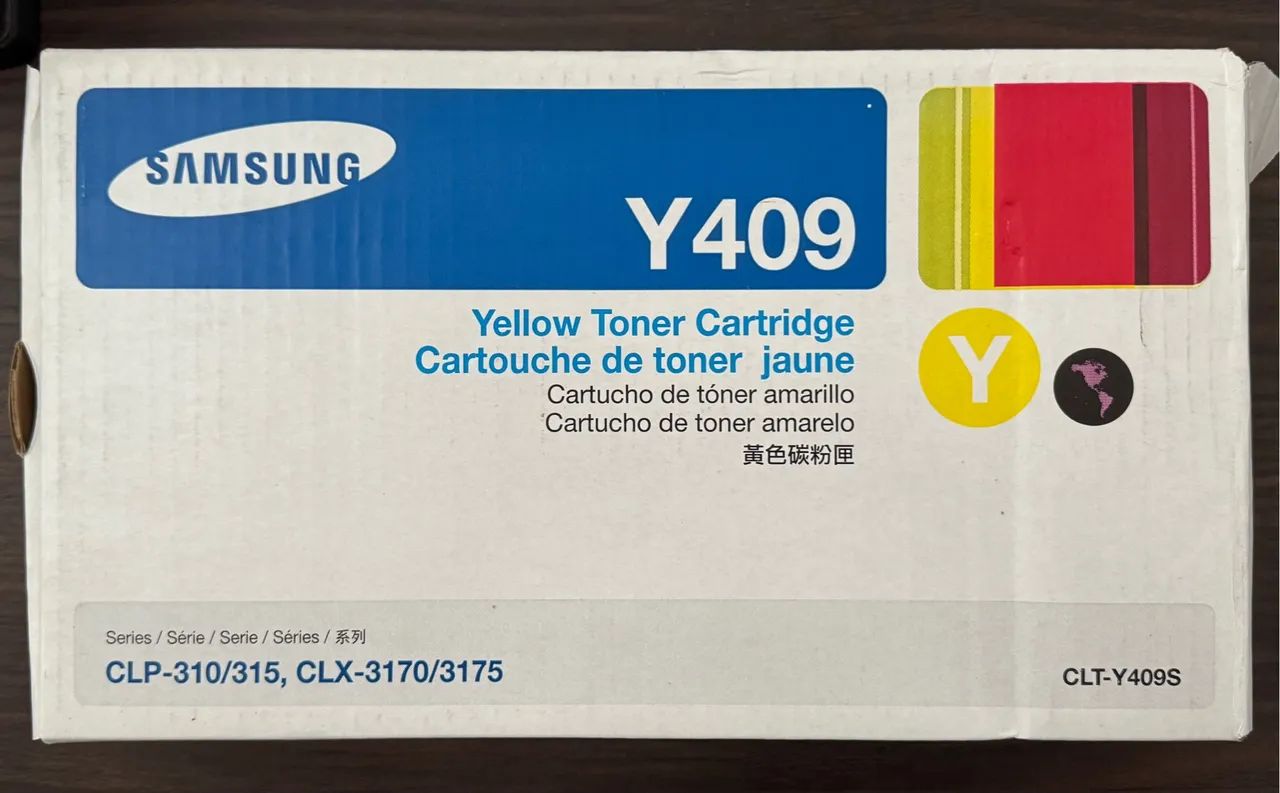 SAMSUNG
Y409
Yellow Toner Cartridge
Cartouche de toner jaune
Cartucho de tóner amarillo
Cartucho de toner amarelo
黃色碳粉匣
Y
Series / Série / Serie / Séries / 系列
CLP-310/315, CLX-3170/3175
CLT-Y409S